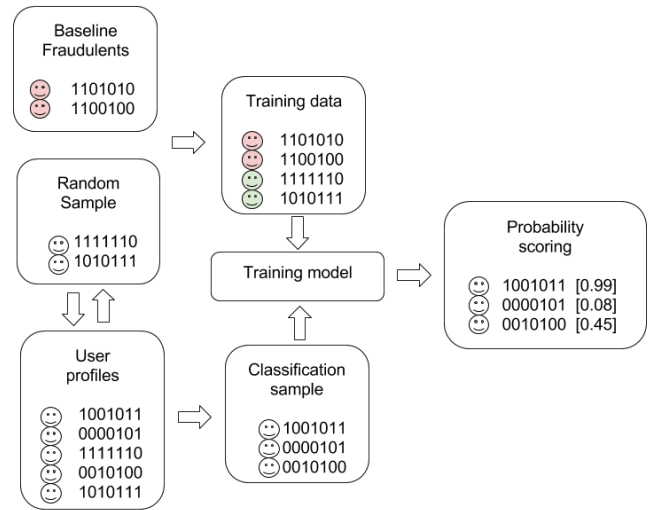 Baseline
Fraudulents
1101010
1100100
Training data
1101010
1100100
1111110
1010111
Random
Sample
1111110
1010111
Training model
Probability
scoring
1001011 [0.99]
0000101 [0.08]
0010100 [0.45]
User
profiles
1001011
0000101
1111110
0010100
1010111
Classification
sample
1001011
0000101
0010100